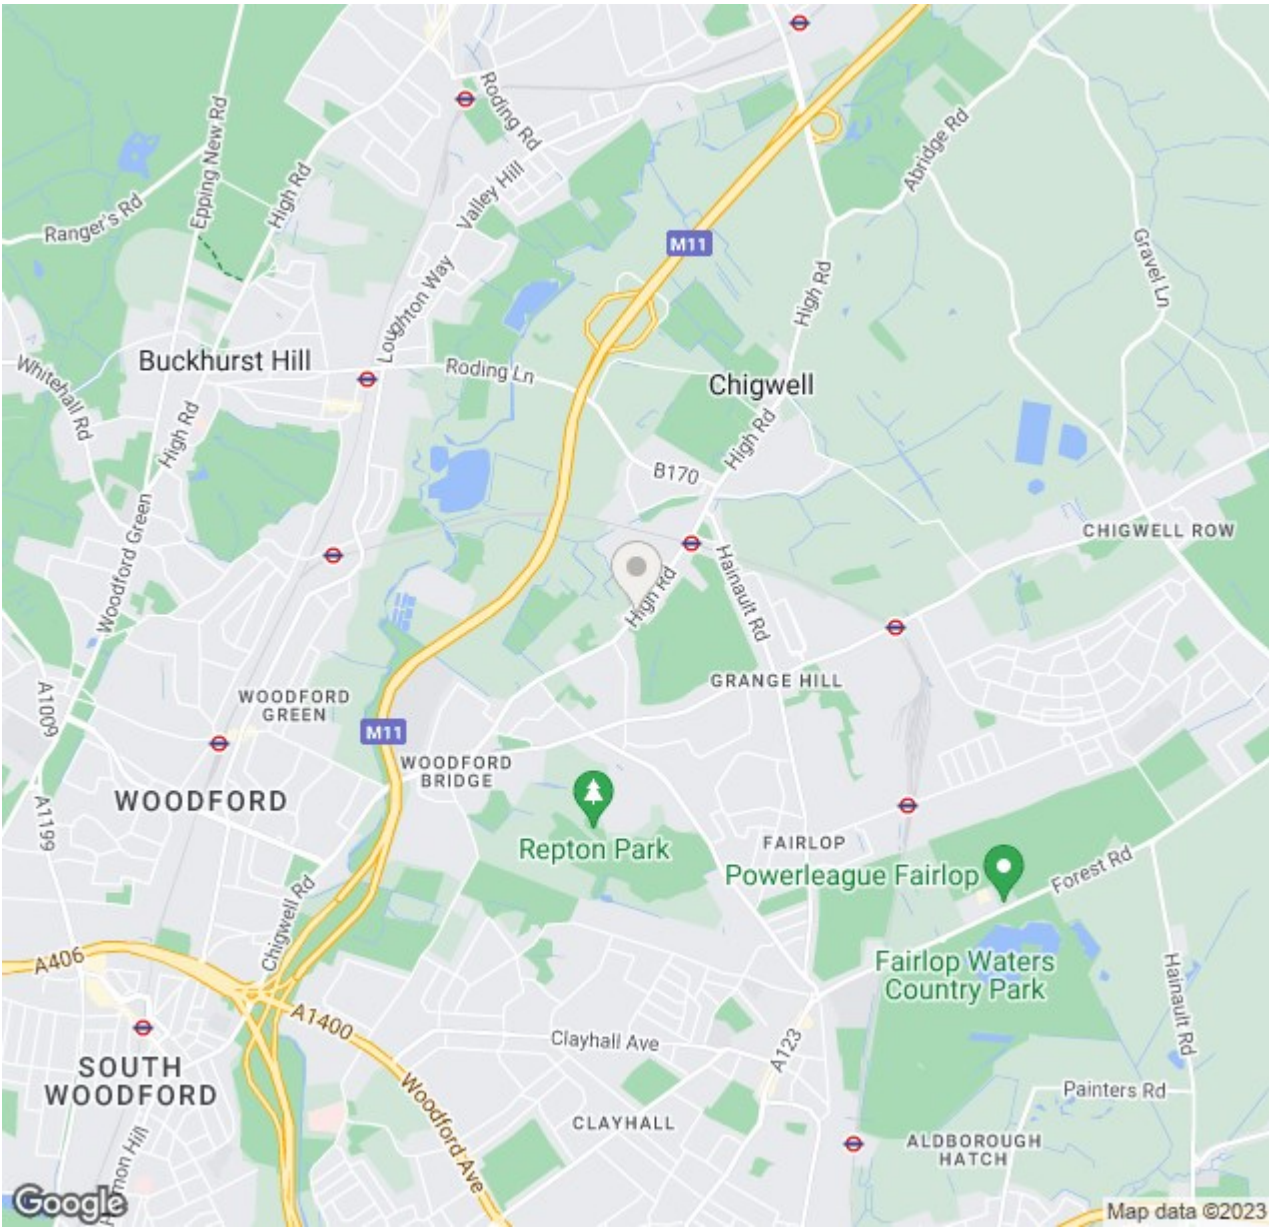 Roding Rd
Epping New Rd
High Rd
Valley Hill
Abridge Rd
Ranger's Rd
M11
Gravel Ln
High Rd
Loughton Way
Buckhurst Hill
Roding Ln
Whitehall Rd
Chigwell
High Rd
High Rd
B170
Woodford Green
CHIGWELL ROW
Hainault Rd
High Rd
GRANGE HILL
A1009
WOODFORD
GREEN
M11
WOODFORD
BRIDGE
WOODFORD
A1199
Repton Park
FAIRLOP
Powerleague Fairlop
Forest Rd
Chigwell Rd
A406
Fairlop Waters
Country Park
Hainault Rd
A1400
Clayhall Ave
A123
SOUTH
WOODFORD
Woodford Ave
Painters Rd
CLAYHALL
ALDBOROUGH
HATCH
mon Hill
Google
Map data ©2023